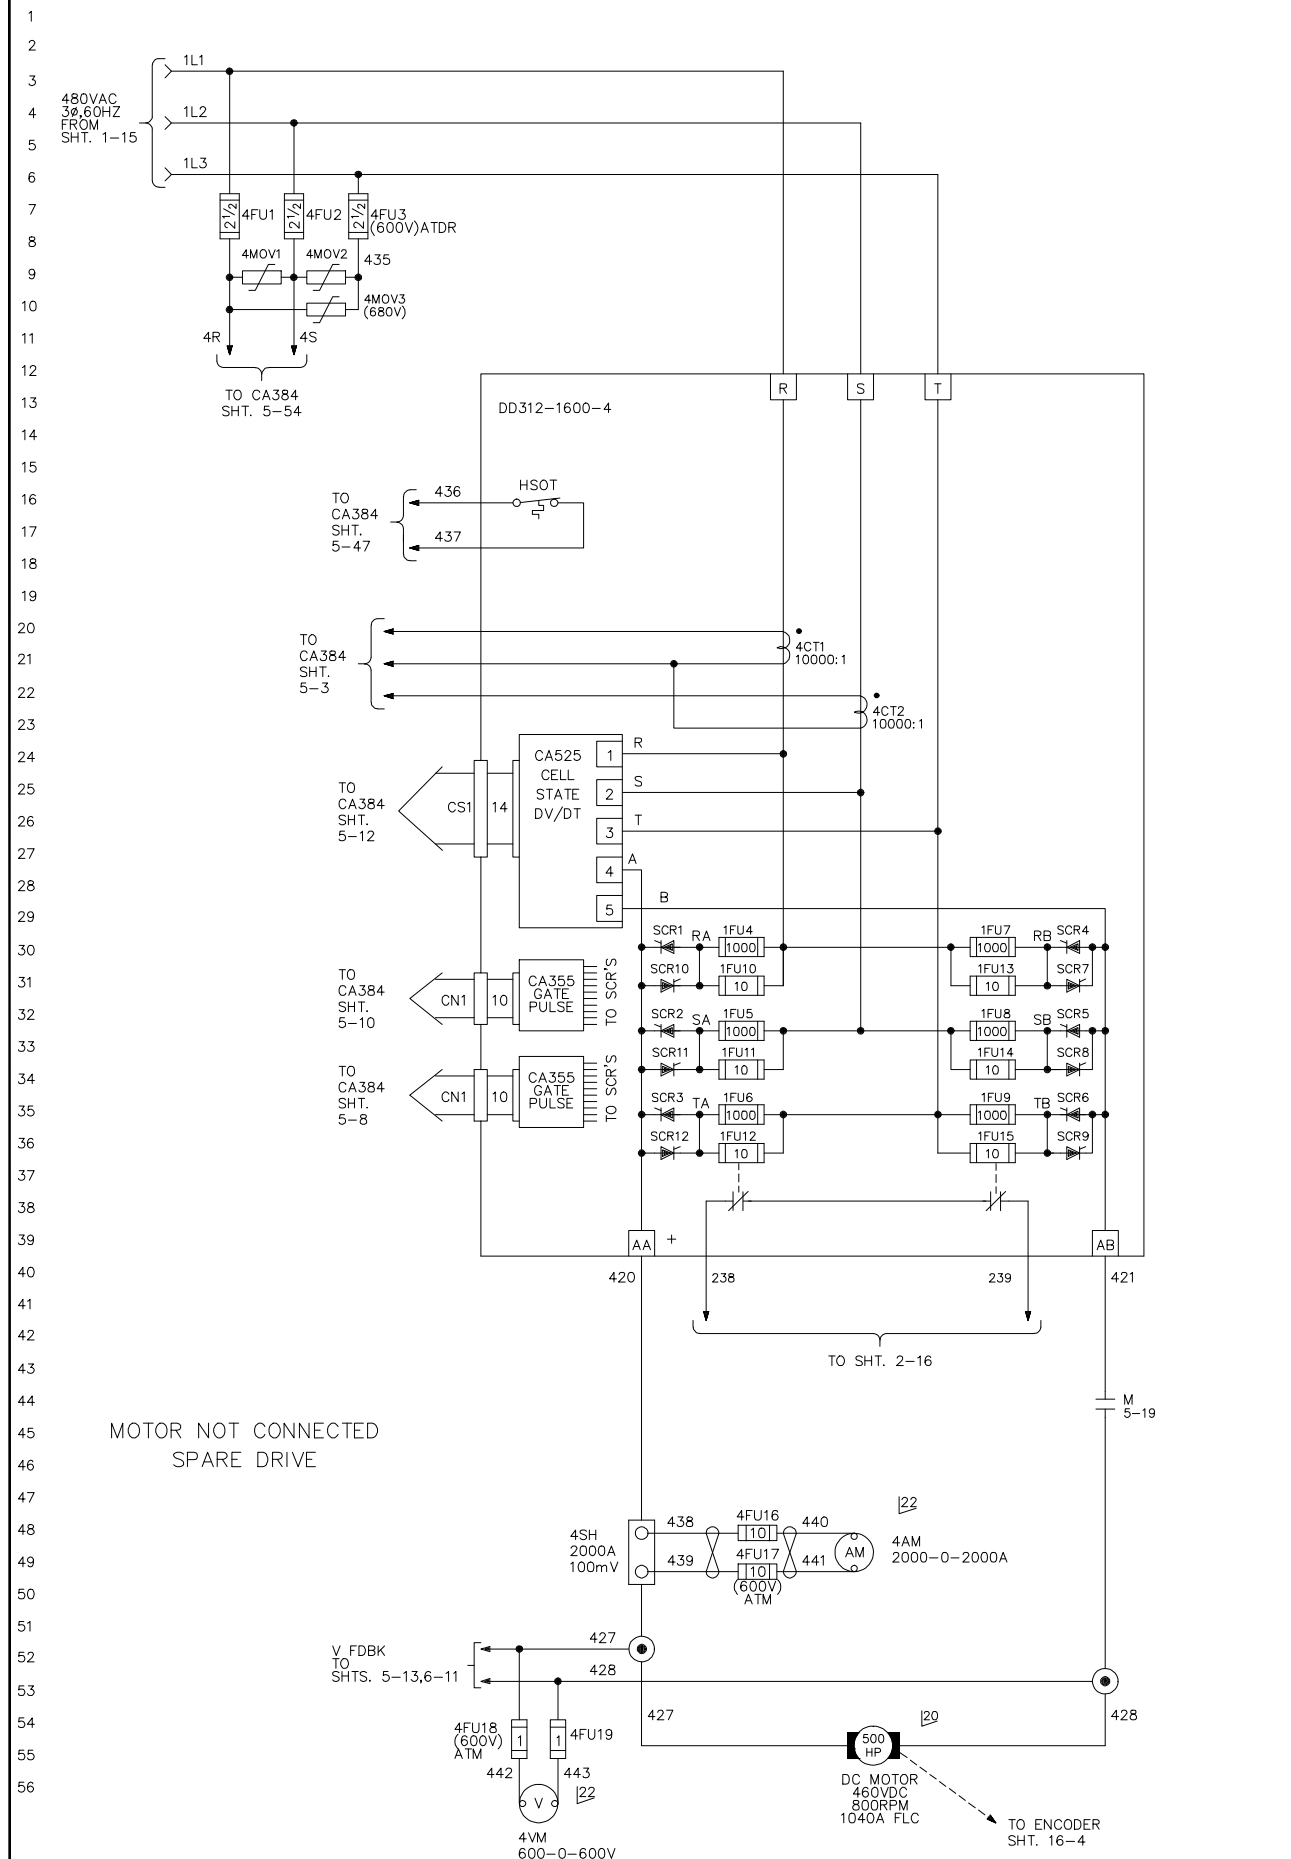 1
2
3
4
5
6
7
8
9
10
11
12
13
14
15
16
17
18
19
20
21
22
23
24
25
26
27
28
29
30
31
32
33
34
35
36
37
38
39
40
41
42
43
44
45
46
47
48
49
50
51
52
53
54
55
56
480VAC
3ø,60HZ
FROM
SHT. 1-15
1L1
1L2
1L3
2 1/2
4FU1
2 1/2
4FU2
2 1/2
4FU3
(600V)ATDR
4MOV1
4MOV2
435
4MOV3
(680V)
4R
4S
TO CA384
SHT. 5-54
R
S
T
DD312-1600-4
TO
CA384
SHT.
5-47
436
HSOT
437
TO
CA384
SHT.
5-3
4CT1
10000:1
4CT2
10000:1
TO
CA384
SHT.
5-12
CS1
14
CA525
CELL
STATE
DV/DT
1
R
2
S
3
T
4
A
5
B
SCR1
RA
1FU4
1000
SCR10
1FU10
10
1FU7
1000
RB
SCR4
1FU13
10
SCR7
TO
CA384
SHT.
5-10
CN1
10
CA355
GATE
PULSE
TO SCR'S
SCR2
SA
1FU5
1000
SCR11
1FU11
10
1FU8
1000
SB
SCR5
1FU14
10
SCR8
TO
CA384
SHT.
5-8
CN1
10
CA355
GATE
PULSE
TO SCR'S
SCR3
TA
1FU6
1000
SCR12
1FU12
10
1FU9
1000
TB
SCR6
1FU15
10
SCR9
AA
+
AB
420
238
239
421
TO SHT. 2-16
M
5-19
MOTOR NOT CONNECTED
SPARE DRIVE
4SH
2000A
100mV
438
4FU16
10
440
439
4FU17
10
441
(600V)
ATM
AM
22
4AM
2000-0-2000A
V FDBK
TO
SHTS. 5-13,6-11
427
428
427
428
4FU18
(600V)
ATM
1
1
4FU19
442
443
V
22
4VM
600-0-600V
20
500
HP
DC MOTOR
460VDC
800RPM
1040A FLC
TO ENCODER
SHT. 16-4